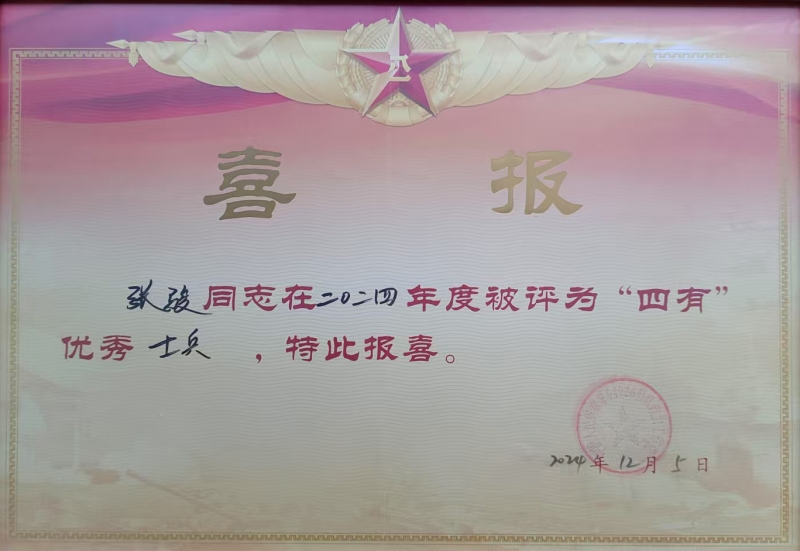 喜报
张骏同志在二〇二四年度被评为“四有”
优秀士兵，特此报喜。
2024年12月5日